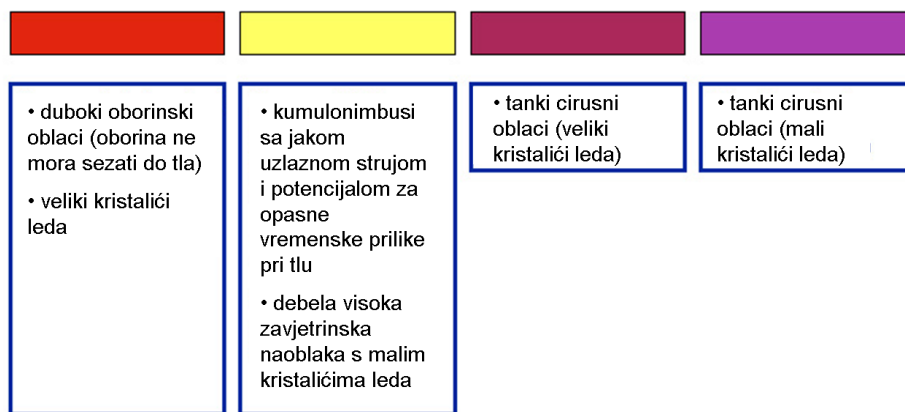 • duboki oborinski
oblaci (oborina ne
mora sezati do tla)
• veliki kristalići
leda
• kumulonimbusi
sa jakom
uzlaznom strujom
i potencijalom za
opasne
vremenske prilike
pri tlu
• debela visoka
zavjetrinska
naoblaka s malim
kristalićima leda
• tanki cirusni
oblaci (veliki
kristalići leda)
• tanki cirusni
oblaci (mali
kristalići leda)